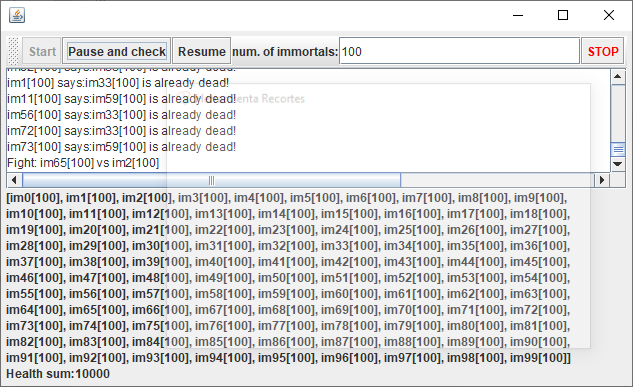 Start Pause and check Resume num. of immortals: 100 STOP
im1[100] says:im33[100] is already dead!
im11[100] says:im59[100] is already dead!
im56[100] says:im33[100] is already dead!
im72[100] says:im33[100] is already dead!
im73[100] says:im59[100] is already dead!
Fight: im65[100] vs im2[100]
[im0[100], im1[100], im2[100], im3[100], im4[100], im5[100], im6[100], im7[100], im8[100], im9[100],
im10[100], im11[100], im12[100], im13[100], im14[100], im15[100], im16[100], im17[100], im18[100],
im19[100], im20[100], im21[100], im22[100], im23[100], im24[100], im25[100], im26[100], im27[100],
im28[100], im29[100], im30[100], im31[100], im32[100], im33[100], im34[100], im35[100], im36[100],
im37[100], im38[100], im39[100], im40[100], im41[100], im42[100], im43[100], im44[100], im45[100],
im46[100], im47[100], im48[100], im49[100], im50[100], im51[100], im52[100], im53[100], im54[100],
im55[100], im56[100], im57[100], im58[100], im59[100], im60[100], im61[100], im62[100], im63[100],
im64[100], im65[100], im66[100], im67[100], im68[100], im69[100], im70[100], im71[100], im72[100],
im73[100], im74[100], im75[100], im76[100], im77[100], im78[100], im79[100], im80[100], im81[100],
im82[100], im83[100], im84[100], im85[100], im86[100], im87[100], im88[100], im89[100], im90[100],
im91[100], im92[100], im93[100], im94[100], im95[100], im96[100], im97[100], im98[100], im99[100]]
Health sum:10000